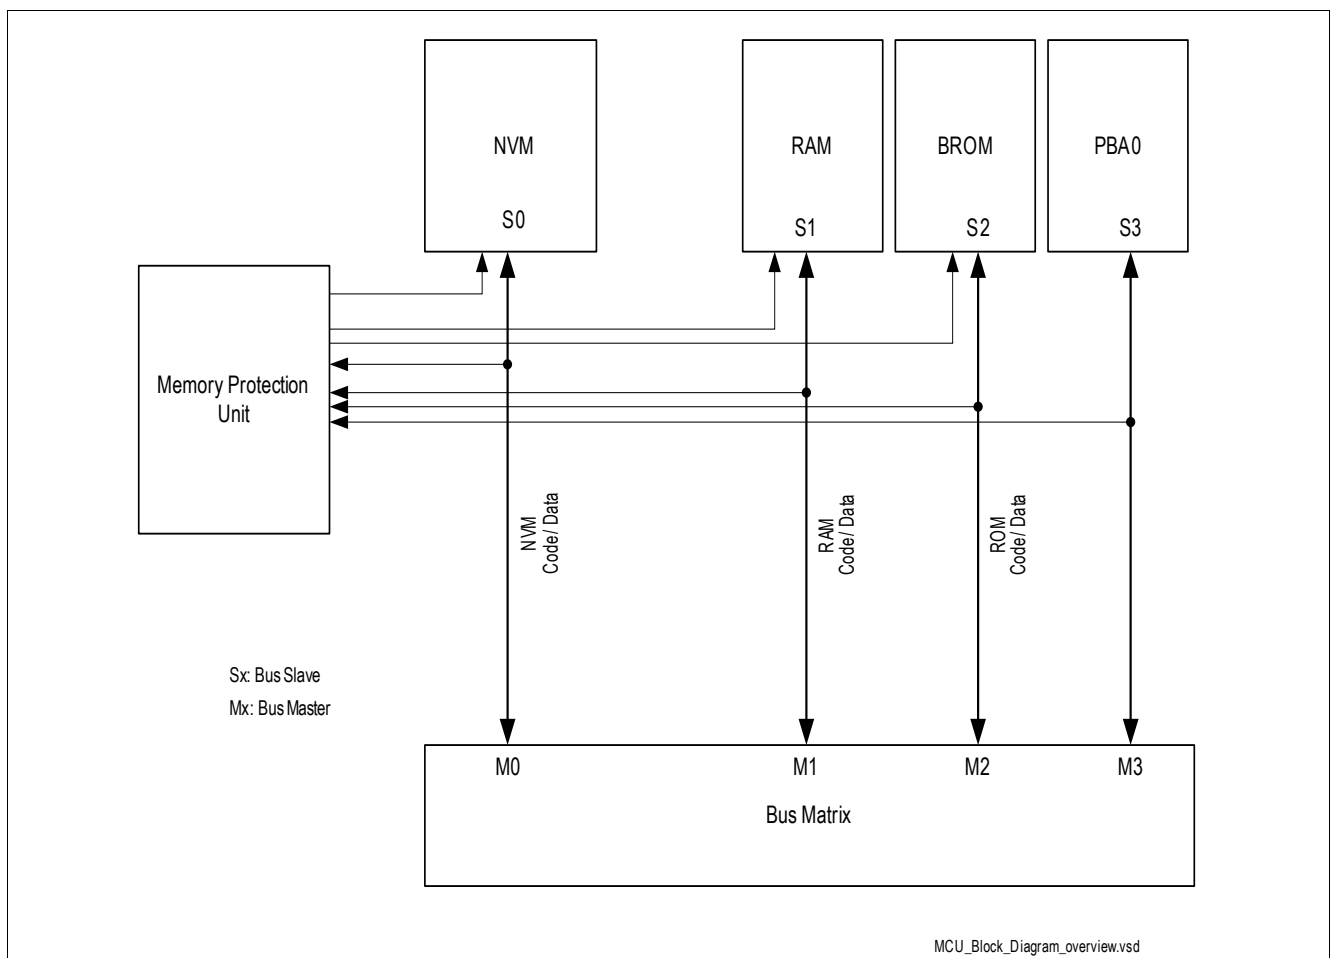 NVM
RAM
BROM
PBA0
S0
S1
S2
S3
Memory Protection
Unit
NVM
Code/ Data
RAM
Code/ Data
ROM
Code/ Data
Sx: Bus Slave
Mx: Bus Master
M0
M1
M2
M3
Bus Matrix
MCU_Block_Diagram_overview.vsd